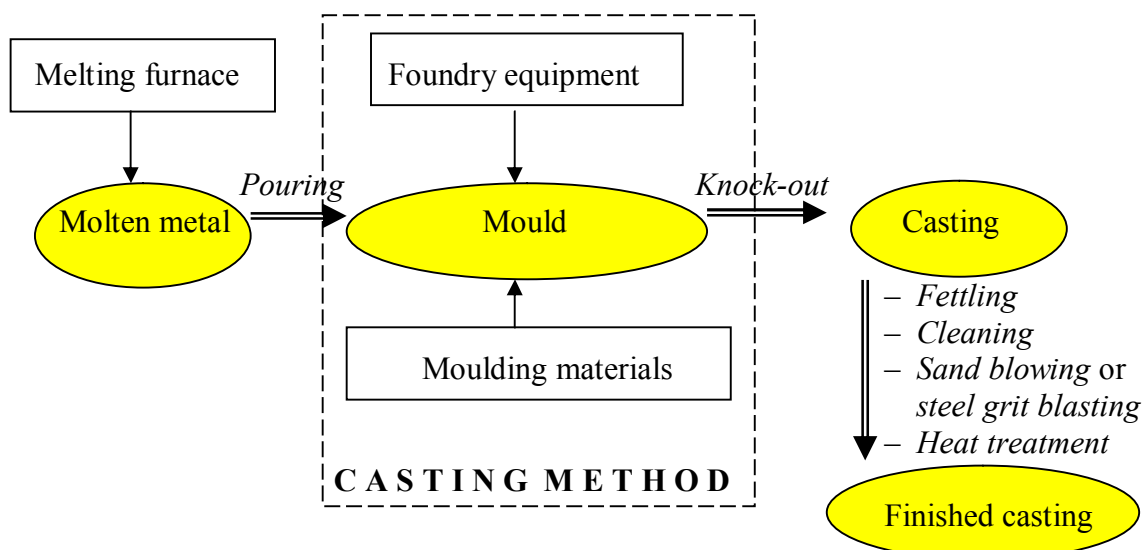 Melting furnace
Foundry equipment
Pouring
Knock-out
Molten metal
Mould
Casting
– Fettling
– Cleaning
– Sand blowing or
steel grit blasting
– Heat treatment
Moulding materials
CASTING METHOD
Finished casting